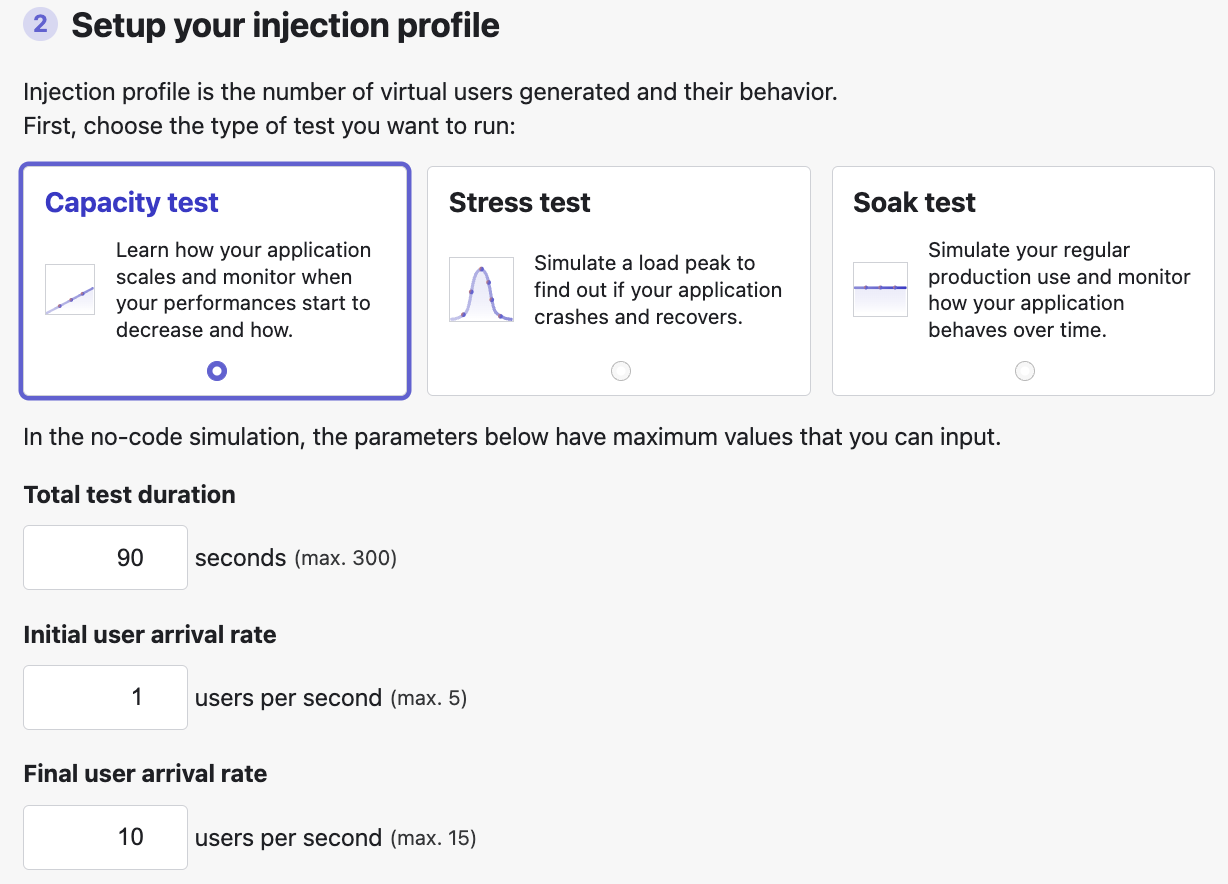 2 Setup your injection profile
Injection profile is the number of virtual users generated and their behavior.
First, choose the type of test you want to run:
Capacity test
Learn how your application
scales and monitor when
your performances start to
decrease and how.
Stress test
Simulate a load peak to
find out if your application
crashes and recovers.
Soak test
Simulate your regular
production use and monitor
how your application
behaves over time.
In the no-code simulation, the parameters below have maximum values that you can input.
Total test duration
90 seconds (max. 300)
Initial user arrival rate
1 users per second (max. 5)
Final user arrival rate
10 users per second (max. 15)